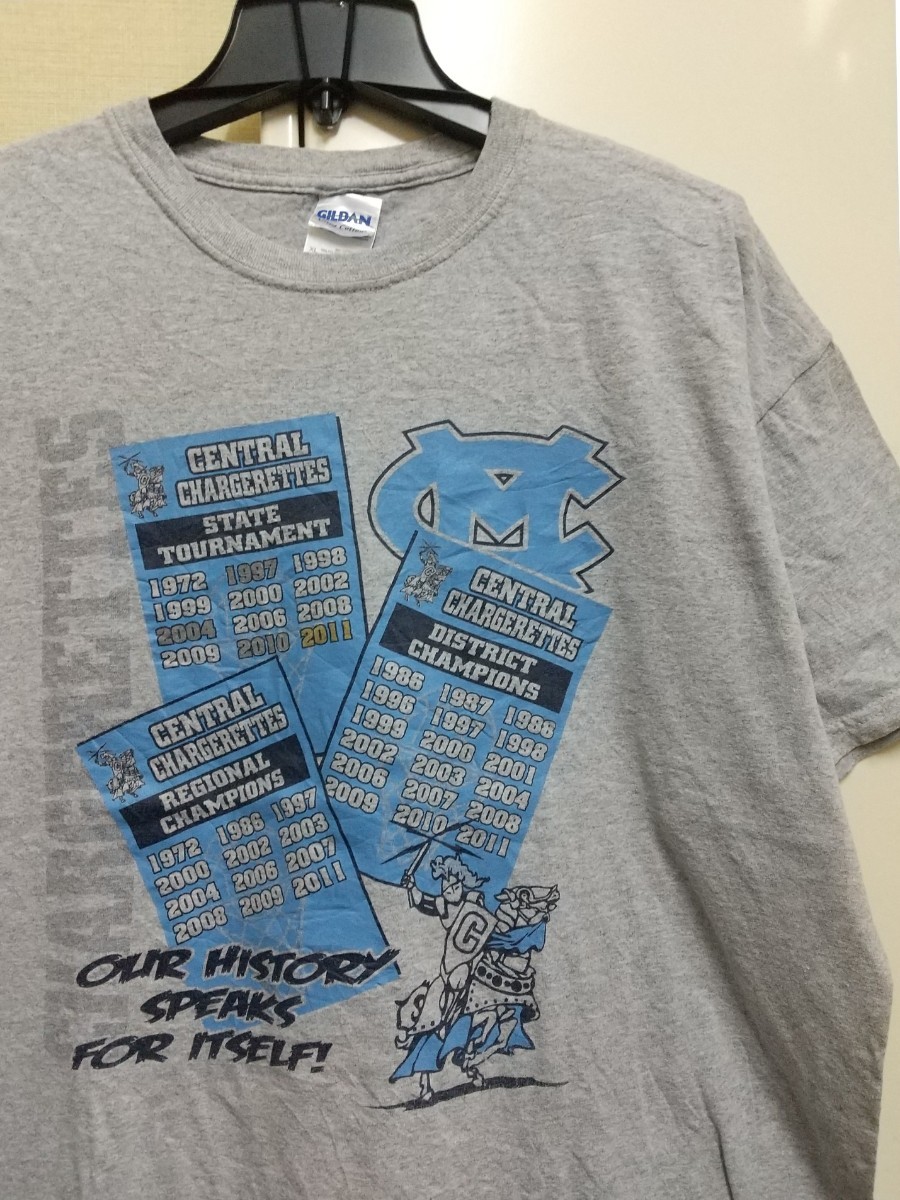 GILDAN
XL
CHARGERETTES
CENTRAL
CHARGERETTES
STATE
TOURNAMENT
1972 1997 1998
1999 2000 2002
2004 2006 2008
2009 2010 2011
MC
CENTRAL
CHARGERETTES
DISTRICT
CHAMPIONS
1986 1987 1988
1996 1997 1998
1999 2000 2001
2002 2003 2004
2006 2007 2008
2009 2010 2011
CENTRAL
CHARGERETTES
REGIONAL
CHAMPIONS
1972 1986 1997
2000 2002 2003
2004 2006 2007
2008 2009 2011
C
OUR HISTORY
SPEAKS
FOR ITSELF!